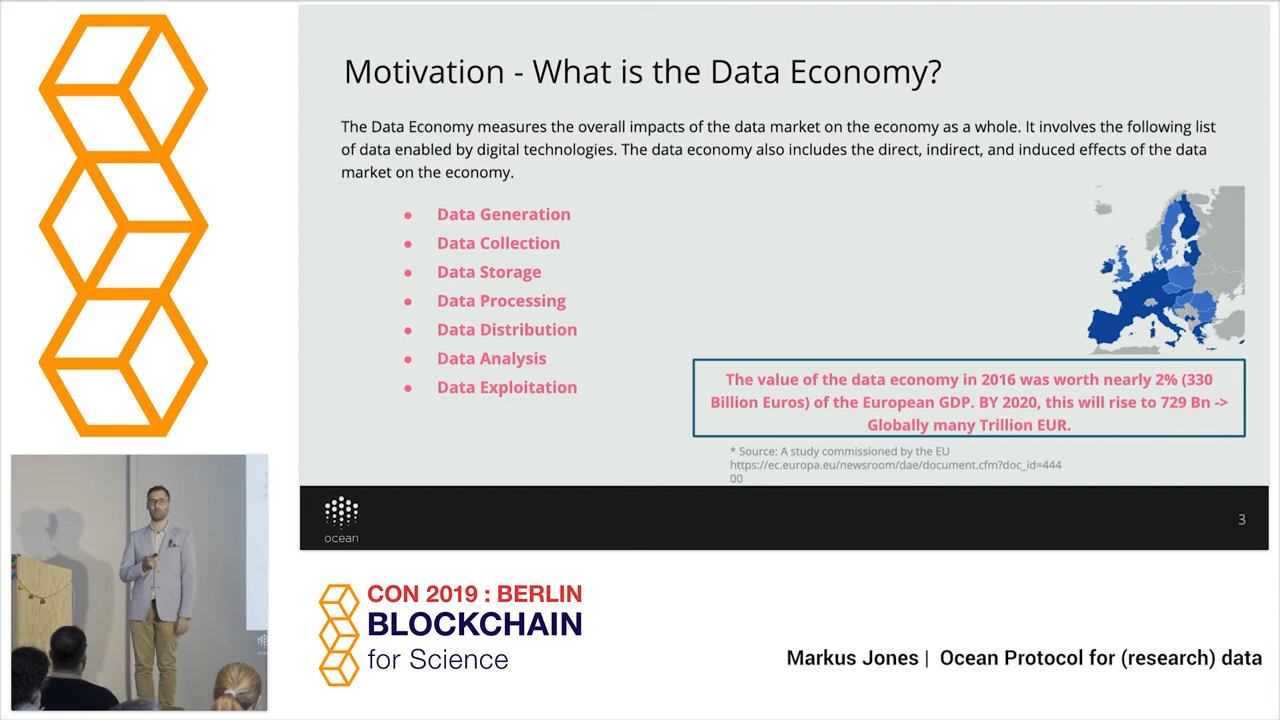 Motivation - What is the Data Economy?
The Data Economy measures the overall impacts of the data market on the economy as a whole. It involves the following list
of data enabled by digital technologies. The data economy also includes the direct, indirect, and induced effects of the data
market on the economy.
● Data Generation
● Data Collection
● Data Storage
● Data Processing
● Data Distribution
● Data Analysis
● Data Exploitation
The value of the data economy in 2016 was worth nearly 2% (330
Billion Euros) of the European GDP. BY 2020, this will rise to 729 Bn ->
Globally many Trillion EUR.
* Source: A study commissioned by the EU
https://ec.europa.eu/newsroom/dae/document.cfm?doc_id=444
00
ocean
3
CON 2019 : BERLIN
BLOCKCHAIN
for Science
Markus Jones | Ocean Protocol for (research) data